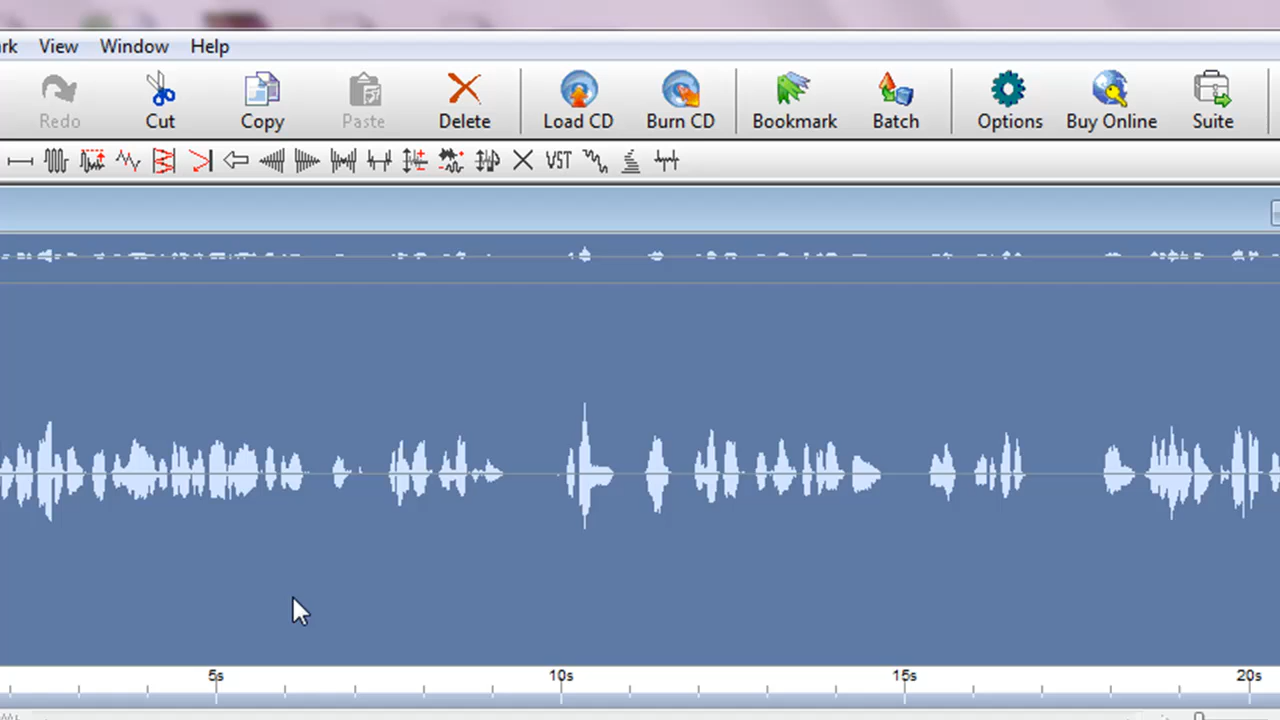 rk View Window Help
Redo Cut Copy Paste Delete Load CD Burn CD Bookmark Batch Options Buy Online Suite
VST
5s 10s 15s 20s